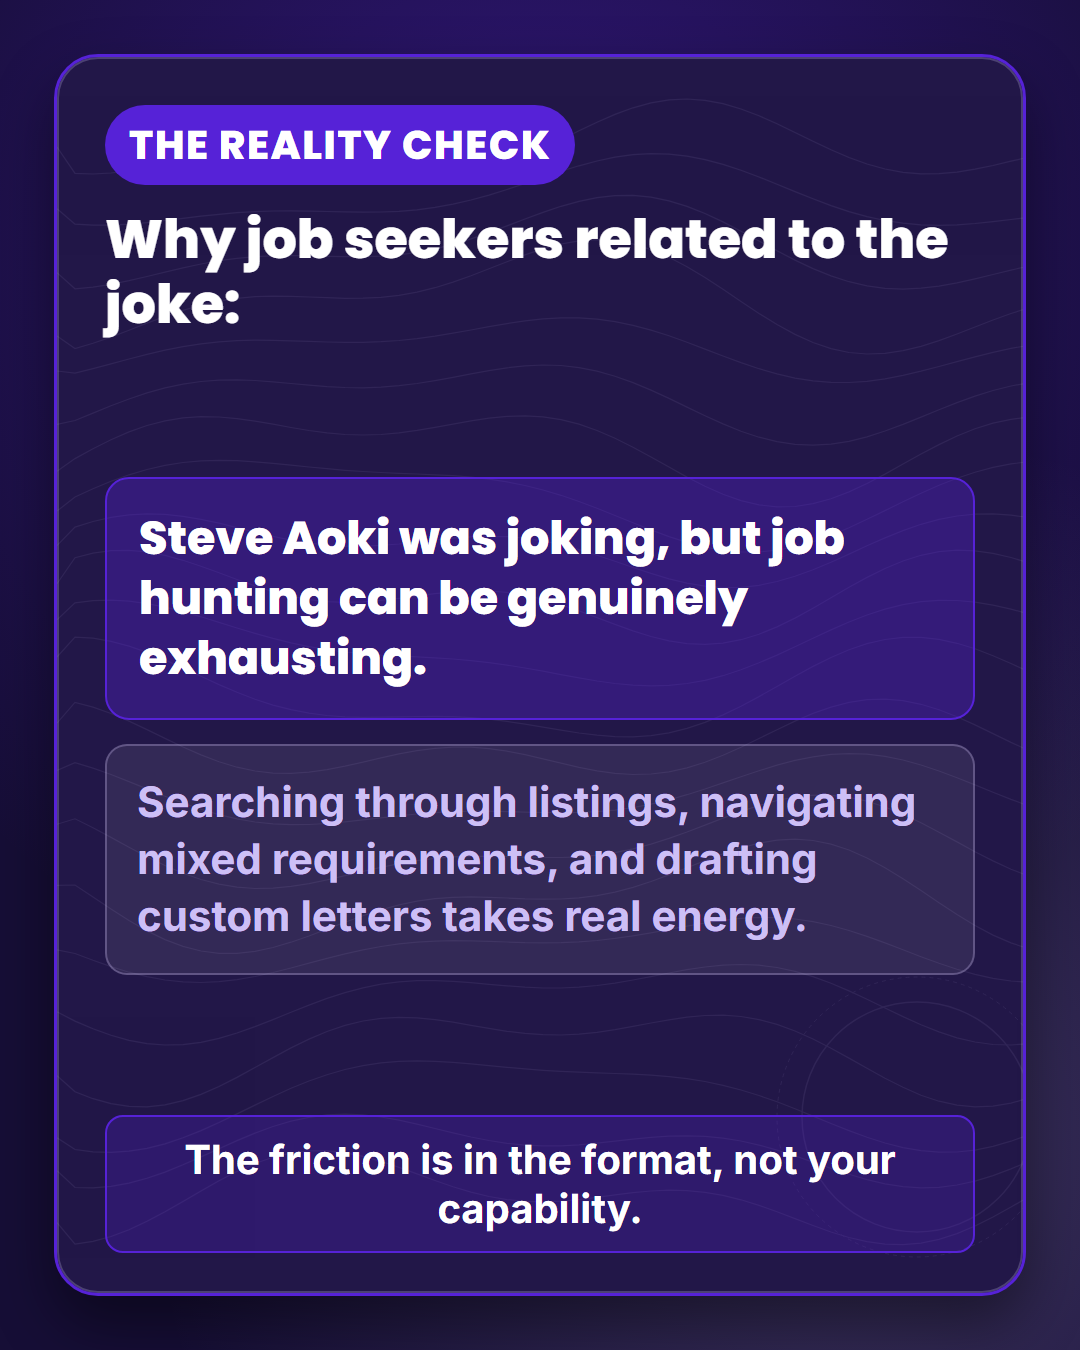 THE REALITY CHECK
Why job seekers related to the
joke:
Steve Aoki was joking, but job
hunting can be genuinely
exhausting.
Searching through listings, navigating
mixed requirements, and drafting
custom letters takes real energy.
The friction is in the format, not your
capability.